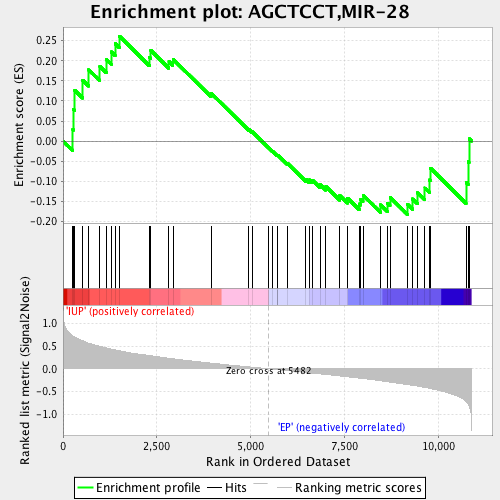 Enrichment plot: AGCTCCT,MIR-28
Enrichment score (ES)
0.25
0.20
0.15
0.10
0.05
0.00
-0.05
-0.10
-0.15
-0.20
'IUP' (positively correlated)
Ranked list metric (Signal2Noise)
1.0
0.5
0.0
-0.5
-1.0
Zero cross at 5482
'EP' (negatively correlated)
0
2,500
5,000
7,500
10,000
Rank in Ordered Dataset
Enrichment profile
Hits
Ranking metric scores